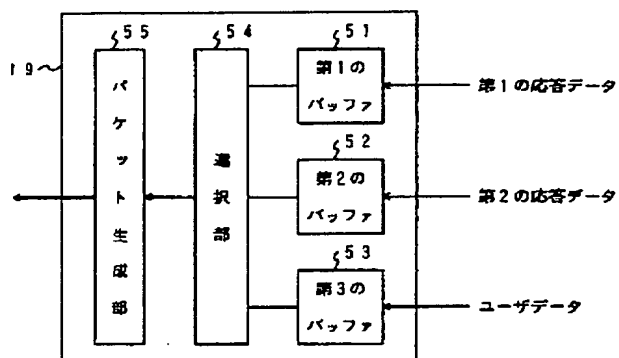 55
54
51
19
パケット生成部
選択部
第1の
バッファ
第1の応答データ
52
第2の
バッファ
第2の応答データ
53
第3の
バッファ
ユーザデータ